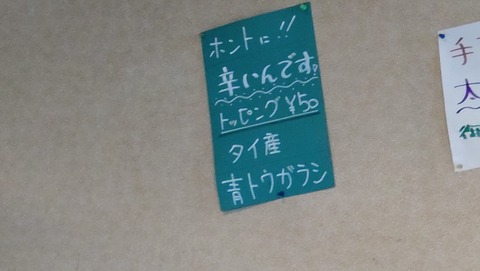 ホントに!!
辛いんです。
トッピング ¥50
タイ産
青トウガラシ
手
太